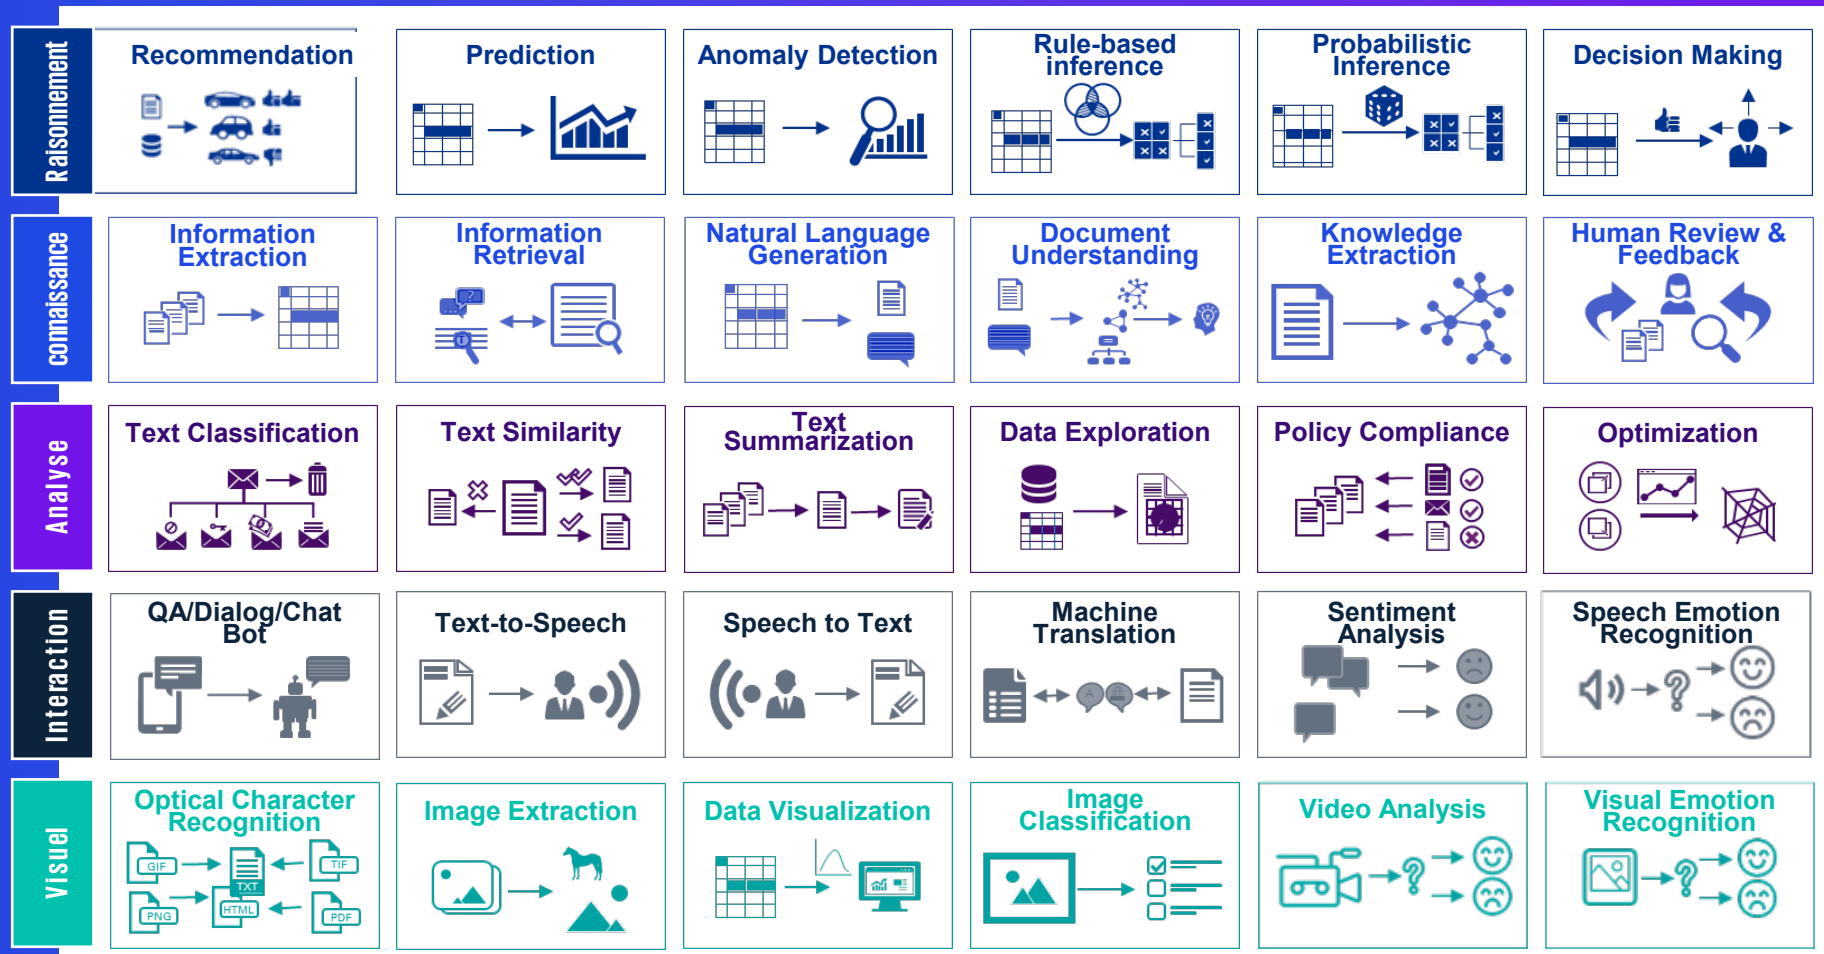 Raisonnement
Recommendation
Prediction
Anomaly Detection
Rule-based
inference
Probabilistic
Inference
Decision Making
connaissance
Information
Extraction
Information
Retrieval
Natural Language
Generation
Document
Understanding
Knowledge
Extraction
Human Review &
Feedback
?
T
Analyse
Text Classification
Text Similarity
Text
Summarization
Data Exploration
Policy Compliance
Optimization
Interaction
QA/Dialog/Chat
Bot
Text-to-Speech
Speech to Text
Machine
Translation
Sentiment
Analysis
Speech Emotion
Recognition
A
?
Visuel
Optical Character
Recognition
Image Extraction
Data Visualization
Image
Classification
Video Analysis
Visual Emotion
Recognition
GIF
TXT
TIF
PNG
HTML
PDF
?
?